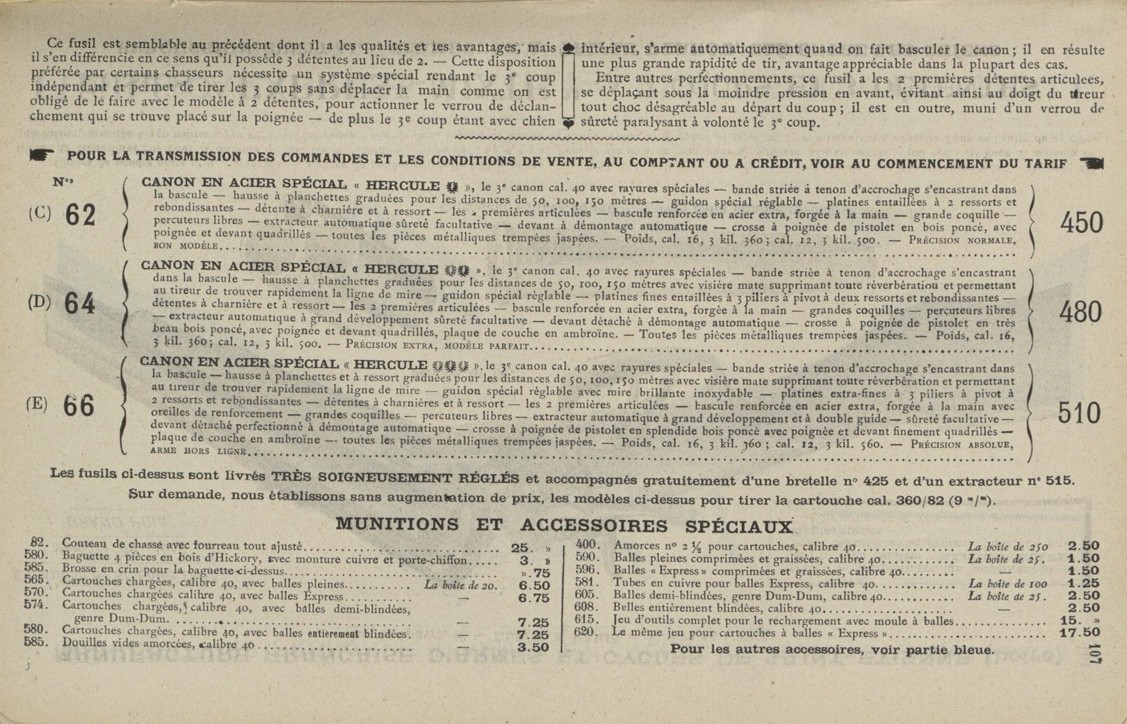 Ce fusil est semblable au précédent dont il a les qualités et les avantages, mais
il s'en différencie en ce sens qu'il possède 3 détentes au lieu de 2. — Cette disposition
préférée par certains chasseurs nécessite un système spécial rendant le 3e coup
indépendant et permet de tirer les 3 coups sans déplacer la main comme on est
obligé de le faire avec le modèle à 2 détentes, pour actionner le verrou de déclan-
chement qui se trouve placé sur la poignée — de plus le 3e coup étant avec chien
intérieur, s'arme automatiquement quand on fait basculer le canon ; il en résulte
une plus grande rapidité de tir, avantage appréciable dans la plupart des cas.
Entre autres perfectionnements, ce fusil a les 2 premières détentes articulees,
se déplaçant sous la moindre pression en avant, évitant ainsi au doigt du tireur
tout choc désagréable au départ du coup ; il est en outre, muni d'un verrou de
sûreté paralysant à volonté le 3e coup.
POUR LA TRANSMISSION DES COMMANDES ET LES CONDITIONS DE VENTE, AU COMPTANT OU A CRÉDIT, VOIR AU COMMENCEMENT DU TARIF
Nos
(C) 62
CANON EN ACIER SPÉCIAL « HERCULE », le 3e canon cal. 40 avec rayures spéciales — bande striée à tenon d'accrochage s'encastrant dans
la bascule — hausse à planchettes graduées pour les distances de 50, 100, 150 mètres — guidon spécial réglable — platines entaillées à 2 ressorts et
rebondissantes — détente à charnière et à ressort — les 2 premières articulées — bascule renforcée en acier extra, forgée à la main — grande coquille —
percuteurs libres — extracteur automatique sûreté facultative — devant à démontage automatique — crosse à poignée de pistolet en bois poncé, avec
poignée et devant quadrillés — toutes les pièces métalliques trempées jaspées. — Poids, cal. 16, 3 kil. 360 ; cal. 12, 3 kil. 500. — PRÉCISION NORMALE,
BON MODÈLE.
450
(D) 64
CANON EN ACIER SPÉCIAL « HERCULE », le 3e canon cal. 40 avec rayures spéciales — bande striée à tenon d'accrochage s'encastrant
dans la bascule — hausse à planchettes graduées pour les distances de 50, 100, 150 mètres avec visière mate supprimant toute réverbération et permettant
au tireur de trouver rapidement la ligne de mire — guidon spécial règlable — platines fines entaillées à 3 piliers à pivot à deux ressorts et rebondissantes —
détentes à charnière et à ressort — les 2 premières articulées — bascule renforcée en acier extra, forgée à la main — grandes coquilles — percuteurs libres
— extracteur automatique à grand développement sûreté facultative — devant détaché à démontage automatique — crosse à poignée de pistolet en très
beau bois poncé, avec poignée et devant quadrillés, plaque de couche en ambroïne. — Toutes les pièces métalliques trempées jaspées. — Poids, cal. 16,
3 kil. 360 ; cal. 12, 3 kil. 500. — PRÉCISION EXTRA, MODÈLE PARFAIT.
480
(E) 66
CANON EN ACIER SPÉCIAL « HERCULE ». le 3e canon cal. 40 avec rayures spéciales — bande striée à tenon d'accrochage s'encastrant dans
la bascule — hausse à planchettes et à ressort graduées pour les distances de 50, 100, 150 mètres avec visière mate supprimant toute réverbération et permettant
au tireur de trouver rapidement la ligne de mire — guidon spécial réglable avec mire brillante inoxydable — platines extra-fines à 3 piliers à pivot à
2 ressorts et rebondissantes — détentes à charnières et à ressort — les 2 premières articulées — bascule renforcée en acier extra, forgée à la main avec
oreilles de renforcement — grandes coquilles — percuteurs libres — extracteur automatique à grand développement et à double guide — sûreté facultative —
devant détaché perfectionné à démontage automatique — crosse à poignée de pistolet en splendide bois poncé avec poignée et devant finement quadrillés —
plaque de couche en ambroïne — toutes les pièces métalliques trempées jaspées. — Poids, cal. 16, 3 kil. 360 ; cal. 12, 3 kil. 560. — PRÉCISION ABSOLUE,
ARME HORS LIGNE.
510
Les fusils ci-dessus sont livrés TRÈS SOIGNEUSEMENT RÉGLÉS et accompagnés gratuitement d'une bretelle n° 425 et d'un extracteur n° 515.
Sur demande, nous établissons sans augmentation de prix, les modèles ci-dessus pour tirer la cartouche cal. 360/82 (9 m/m).
MUNITIONS ET ACCESSOIRES SPÉCIAUX
82. Couteau de chasse avec fourreau tout ajusté. 25. »
580. Baguette 4 pièces en bois d'Hickory, avec monture cuivre et porte-chiffon. 3. »
585. Brosse en crin pour la baguette ci-dessus. ».75
565. Cartouches chargées, calibre 40, avec balles pleines. La boîte de 20. 6.50
570. Cartouches chargées calibre 40, avec balles Express. — 6.75
574. Cartouches chargées, calibre 40, avec balles demi-blindées,
genre Dum-Dum. — 7.25
580. Cartouches chargées, calibre 40, avec balles entièrement blindées. — 7.25
585. Douilles vides amorcées, calibre 40 — 3.50
400. Amorces n° 2 ½ pour cartouches, calibre 40. La boîte de 250 2.50
590. Balles pleines comprimées et graissées, calibre 40. La boîte de 25. 1.50
596. Balles « Express » comprimées et graissées, calibre 40. — 1.50
581. Tubes en cuivre pour balles Express, calibre 40. La boîte de 100 1.25
605. Balles demi-blindées, genre Dum-Dum, calibre 40. La boîte de 25. 2.50
608. Balles entièrement blindées, calibre 40. — 2.50
615. Jeu d'outils complet pour le rechargement avec moule à balles. 15. »
620. Le même jeu pour cartouches à balles « Express ». 17.50
Pour les autres accessoires, voir partie bleue.
107